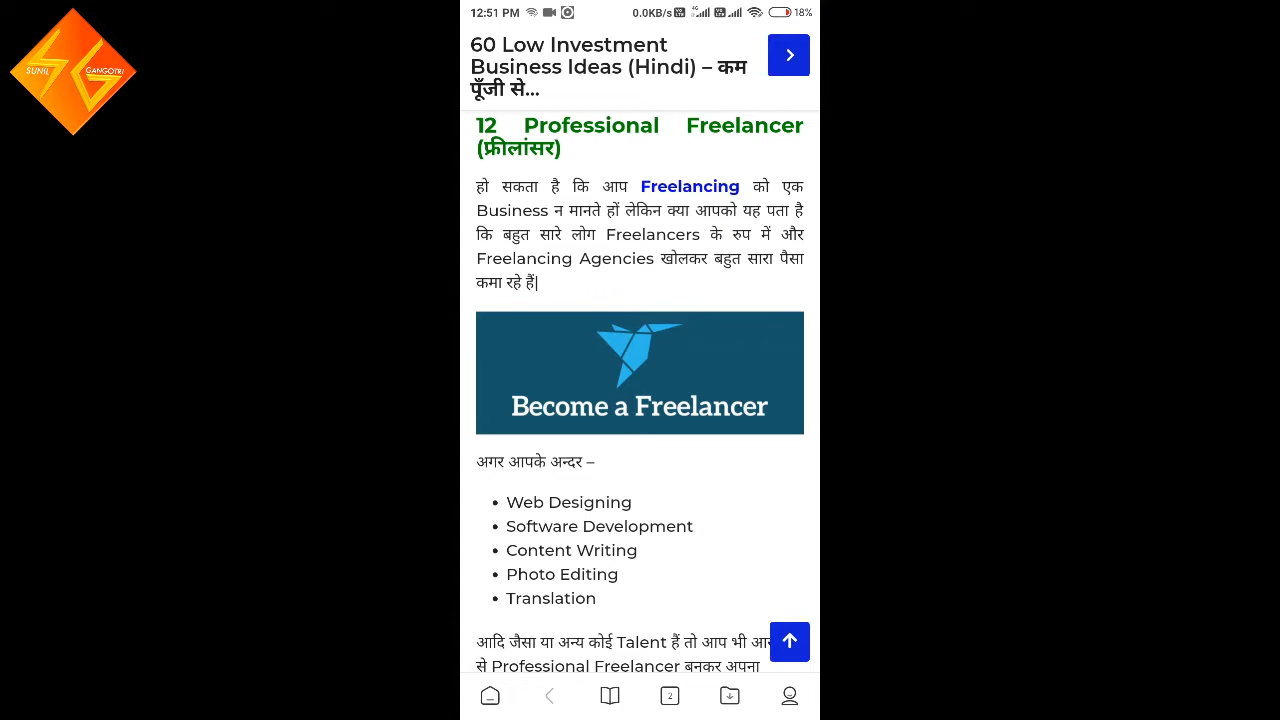 SUNIL
GANGOTRI
12:51 PM
0.0KB/s
4G
18%
60 Low Investment
Business Ideas (Hindi) – कम
पूँजी से...
12 Professional Freelancer
(फ्रीलांसर)
हो सकता है कि आप Freelancing को एक
Business न मानते हों लेकिन क्या आपको यह पता है
कि बहुत सारे लोग Freelancers के रुप में और
Freelancing Agencies खोलकर बहुत सारा पैसा
कमा रहे हैं|
Become a Freelancer
अगर आपके अन्दर –
• Web Designing
• Software Development
• Content Writing
• Photo Editing
• Translation
आदि जैसा या अन्य कोई Talent हैं तो आप भी
से Professional Freelancer बनकर अपना
2